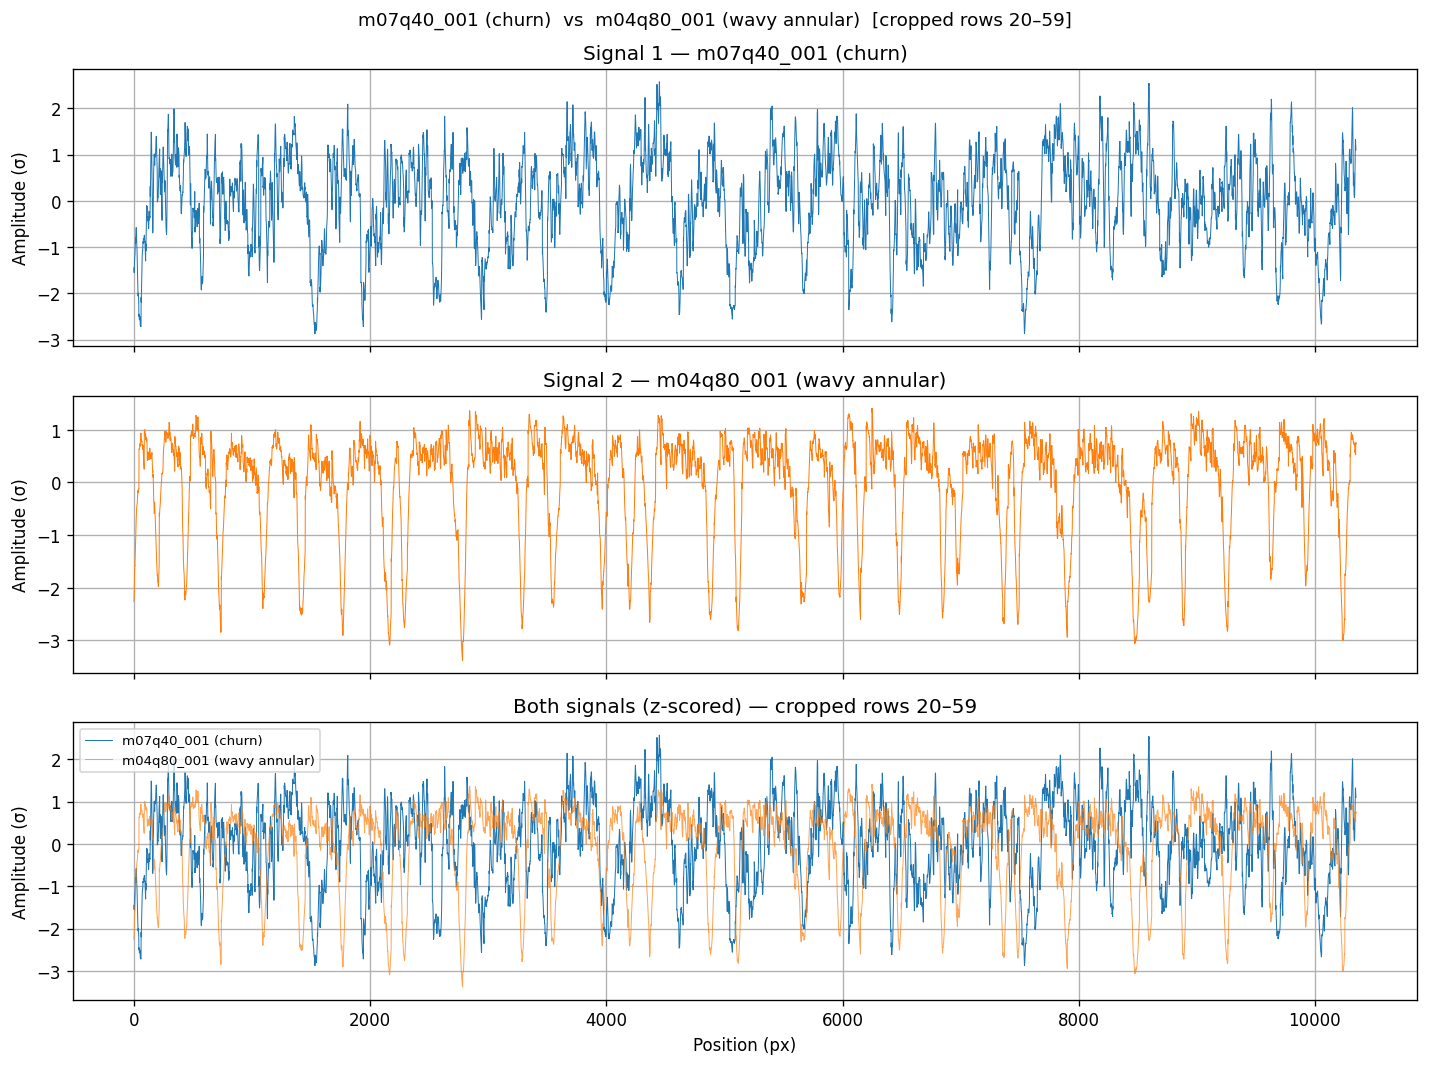 m07q40_001 (churn)  vs  m04q80_001 (wavy annular)  [cropped rows 20–59]
Signal 1 — m07q40_001 (churn)
Amplitude (σ)
2
1
0
−1
−2
−3
Signal 2 — m04q80_001 (wavy annular)
Amplitude (σ)
1
0
−1
−2
−3
Both signals (z-scored) — cropped rows 20–59
m07q40_001 (churn)
m04q80_001 (wavy annular)
Amplitude (σ)
2
1
0
−1
−2
−3
0 2000 4000 6000 8000 10000
Position (px)